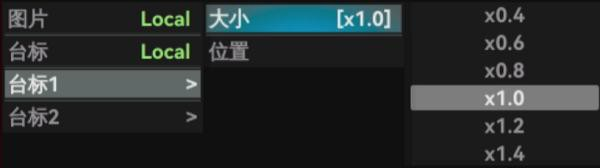 图片 Local
台标 Local
台标1 >
台标2 >
大小 [x1.0]
位置
x0.4
x0.6
x0.8
x1.0
x1.2
x1.4